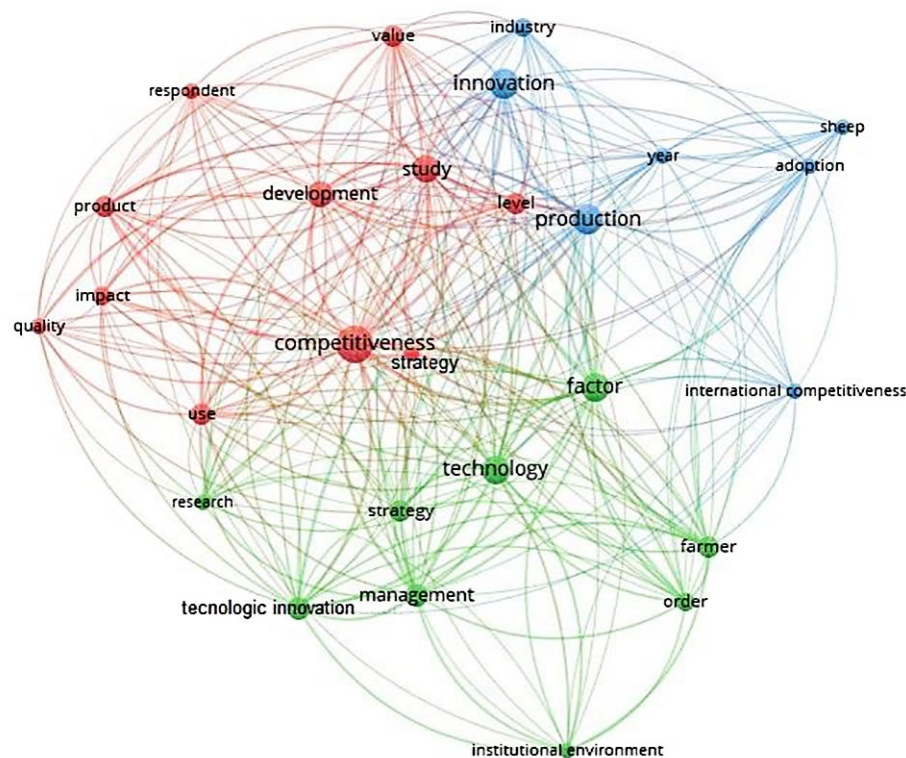 industry
value
innovation
respondent
sheep
year
adoption
study
development
level
product
production
impact
quality
competitiveness
strategy
factor
international competitiveness
use
technology
research
strategy
farmer
management
order
tecnologic innovation
institutional environment